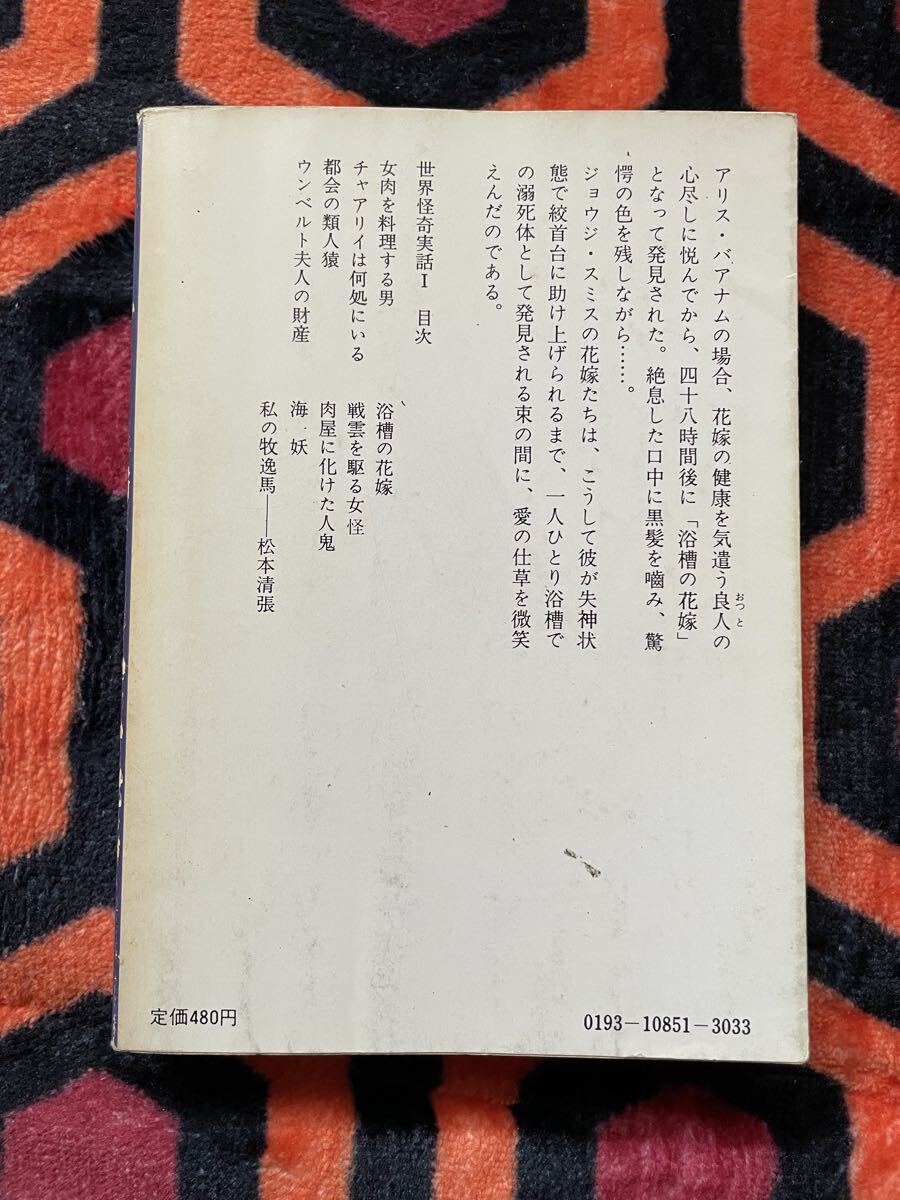 アリス・バアナムの場合、花嫁の健康を気遣う良人の
おつと
心尽しに悦んでから、四十八時間後に「浴槽の花嫁」
となって発見された。絶息した口中に黒髪を嚙み、驚
愕の色を残しながら……。
ジョウジ・スミスの花嫁たちは、こうして彼が失神状
態で絞首台に助け上げられるまで、一人ひとり浴槽で
の溺死体として発見される束の間に、愛の仕草を微笑
えんだのである。
世界怪奇実話Ⅰ 目次
女肉を料理する男
チャアリイは何処にいる
都会の類人猿
ウンベルト夫人の財産
浴槽の花嫁
戦雲を駆る女怪
肉屋に化けた人鬼
海妖
私の牧逸馬――松本清張
定価480円
0193-10851-3033